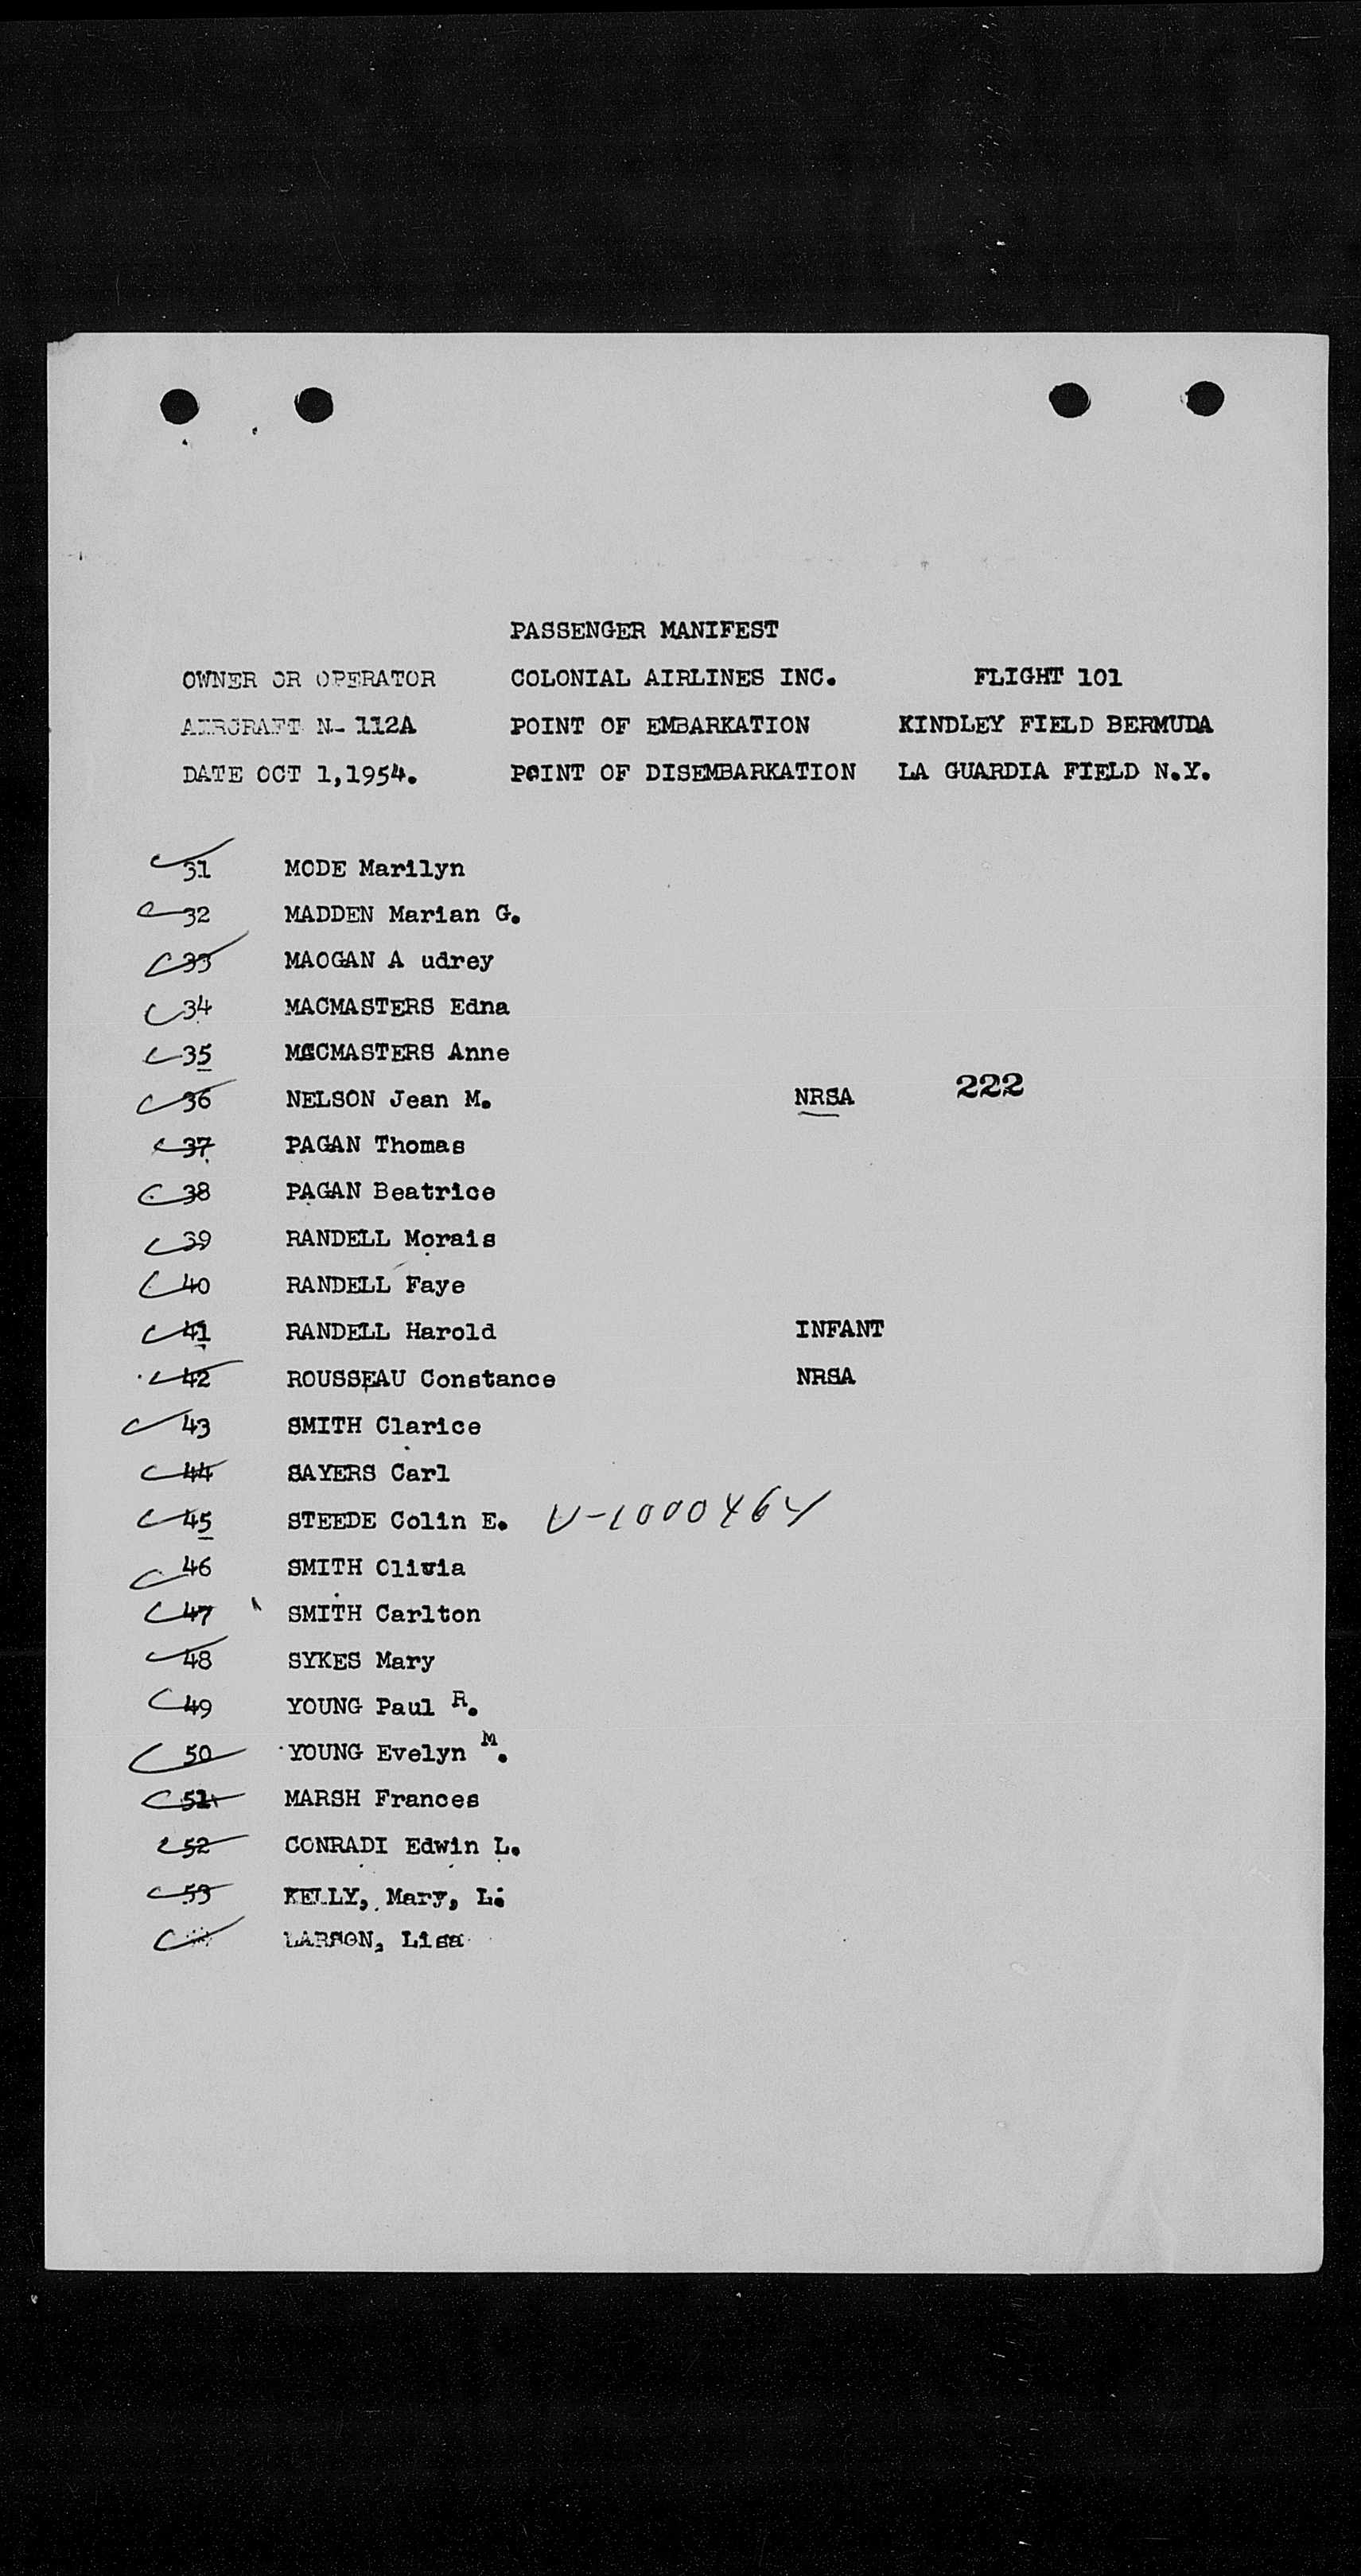 PASSENGER MANIFEST
OWNER OR OPERATOR COLONIAL AIRLINES INC. FLIGHT 101
AIRCRAFT N- 112A POINT OF EMBARKATION KINDLEY FIELD BERMUDA
DATE OCT 1,1954. POINT OF DISEMBARKATION LA GUARDIA FIELD N.Y.
31 MODE Marilyn
32 MADDEN Marian G.
33 MAOGAN A udrey
34 MACMASTERS Edna
35 MACMASTERS Anne
36 NELSON Jean M. NRSA 222
37 PAGAN Thomas
38 PAGAN Beatrice
39 RANDELL Morais
40 RANDELL Faye
41 RANDELL Harold INFANT
42 ROUSSEAU Constance NRSA
43 SMITH Clarice
44 SAYERS Carl
45 STEEDE Colin E.
46 SMITH Olivia
47 SMITH Carlton
48 SYKES Mary
49 YOUNG Paul R.
50 YOUNG Evelyn M.
51 MARSH Frances
52 CONRADI Edwin L.
53 KELLY, Mary, L.
LARSON, Lisa